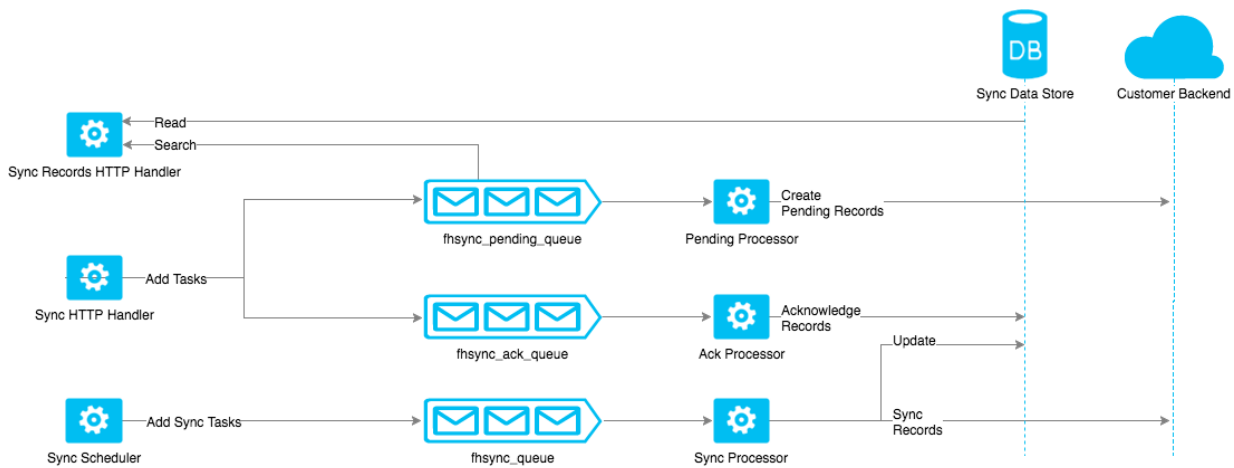 DB
Sync Data Store
Customer Backend
Read
Search
Sync Records HTTP Handler
Create
Pending Records
fhsync_pending_queue
Pending Processor
Add Tasks
Sync HTTP Handler
Acknowledge
Records
fhsync_ack_queue
Ack Processor
Update
Add Sync Tasks
Sync
Records
Sync Scheduler
fhsync_queue
Sync Processor